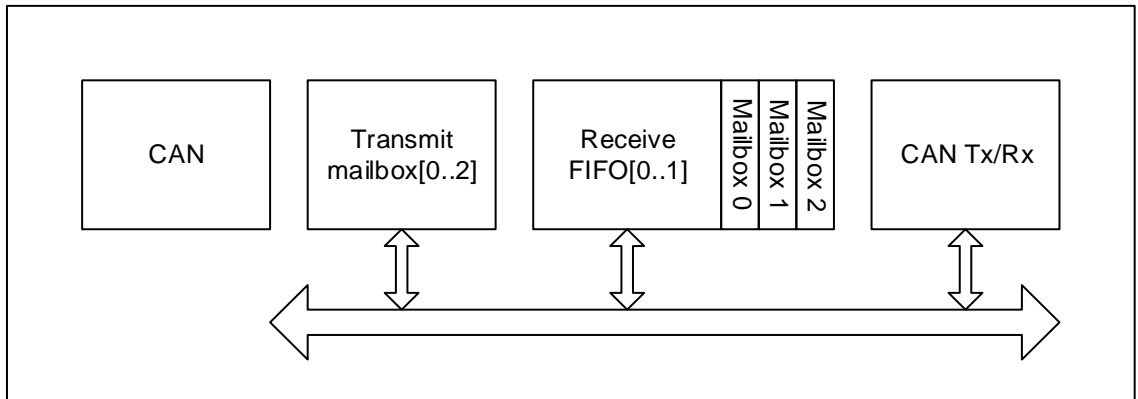 CAN
Transmit
mailbox[0..2]
Receive
FIFO[0..1]
Mailbox 0
Mailbox 1
Mailbox 2
CAN Tx/Rx